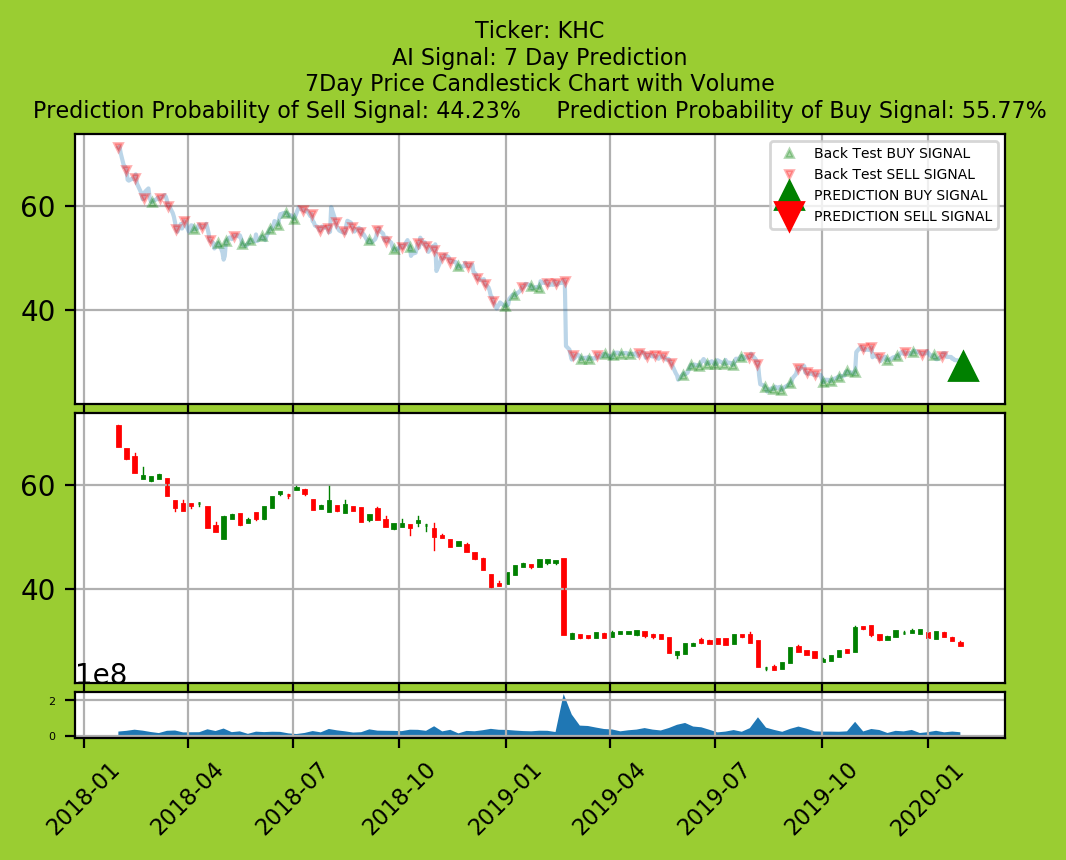 Ticker: KHC
AI Signal: 7 Day Prediction
7Day Price Candlestick Chart with Volume
Prediction Probability of Sell Signal: 44.23%     Prediction Probability of Buy Signal: 55.77%
Back Test BUY SIGNAL
Back Test SELL SIGNAL
PREDICTION BUY SIGNAL
PREDICTION SELL SIGNAL
60
40
60
40
1e8
2
0
2018-01
2018-04
2018-07
2018-10
2019-01
2019-04
2019-07
2019-10
2020-01